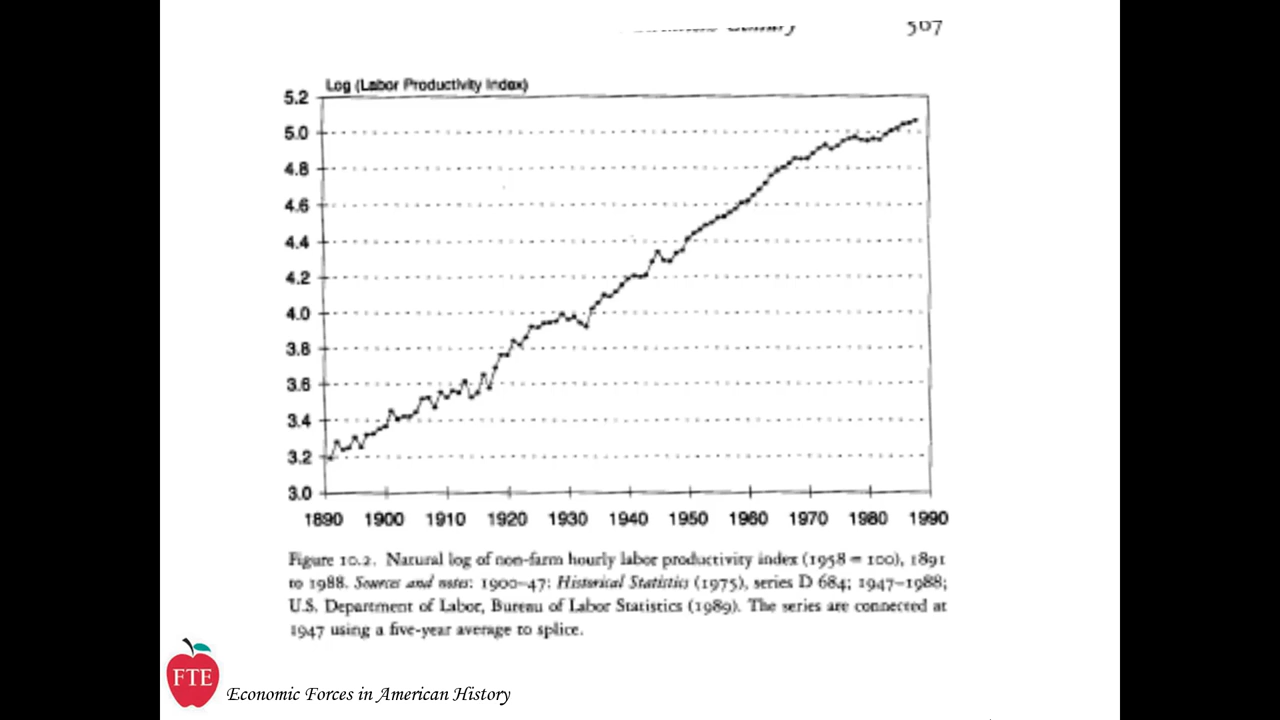 567
Log (Labor Productivity Index)
5.2
5.0
4.8
4.6
4.4
4.2
4.0
3.8
3.6
3.4
3.2
3.0
1890 1900 1910 1920 1930 1940 1950 1960 1970 1980 1990
Figure 10.2. Natural log of non-farm hourly labor productivity index (1958 = 100), 1891
to 1988. Sources and notes: 1900–47: Historical Statistics (1975), series D 684; 1947–1988;
U.S. Department of Labor, Bureau of Labor Statistics (1989). The series are connected at
1947 using a five-year average to splice.
FTE
Economic Forces in American History